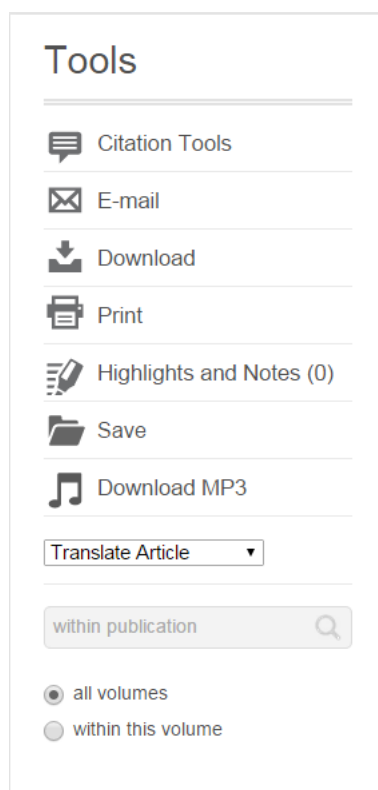 Tools
Citation Tools
E-mail
Download
Print
Highlights and Notes (0)
Save
Download MP3
Translate Article
within publication
all volumes
within this volume